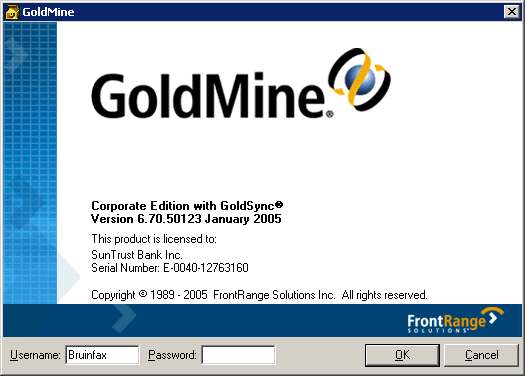 GoldMine
GoldMine®
Corporate Edition with GoldSync®
Version 6.70.50123 January 2005
This product is licensed to:
SunTrust Bank Inc.
Serial Number: E-0040-12763160
Copyright © 1989 - 2005 FrontRange Solutions Inc. All rights reserved.
FrontRange
SOLUTIONS
Username: Bruinfax Password: OK Cancel